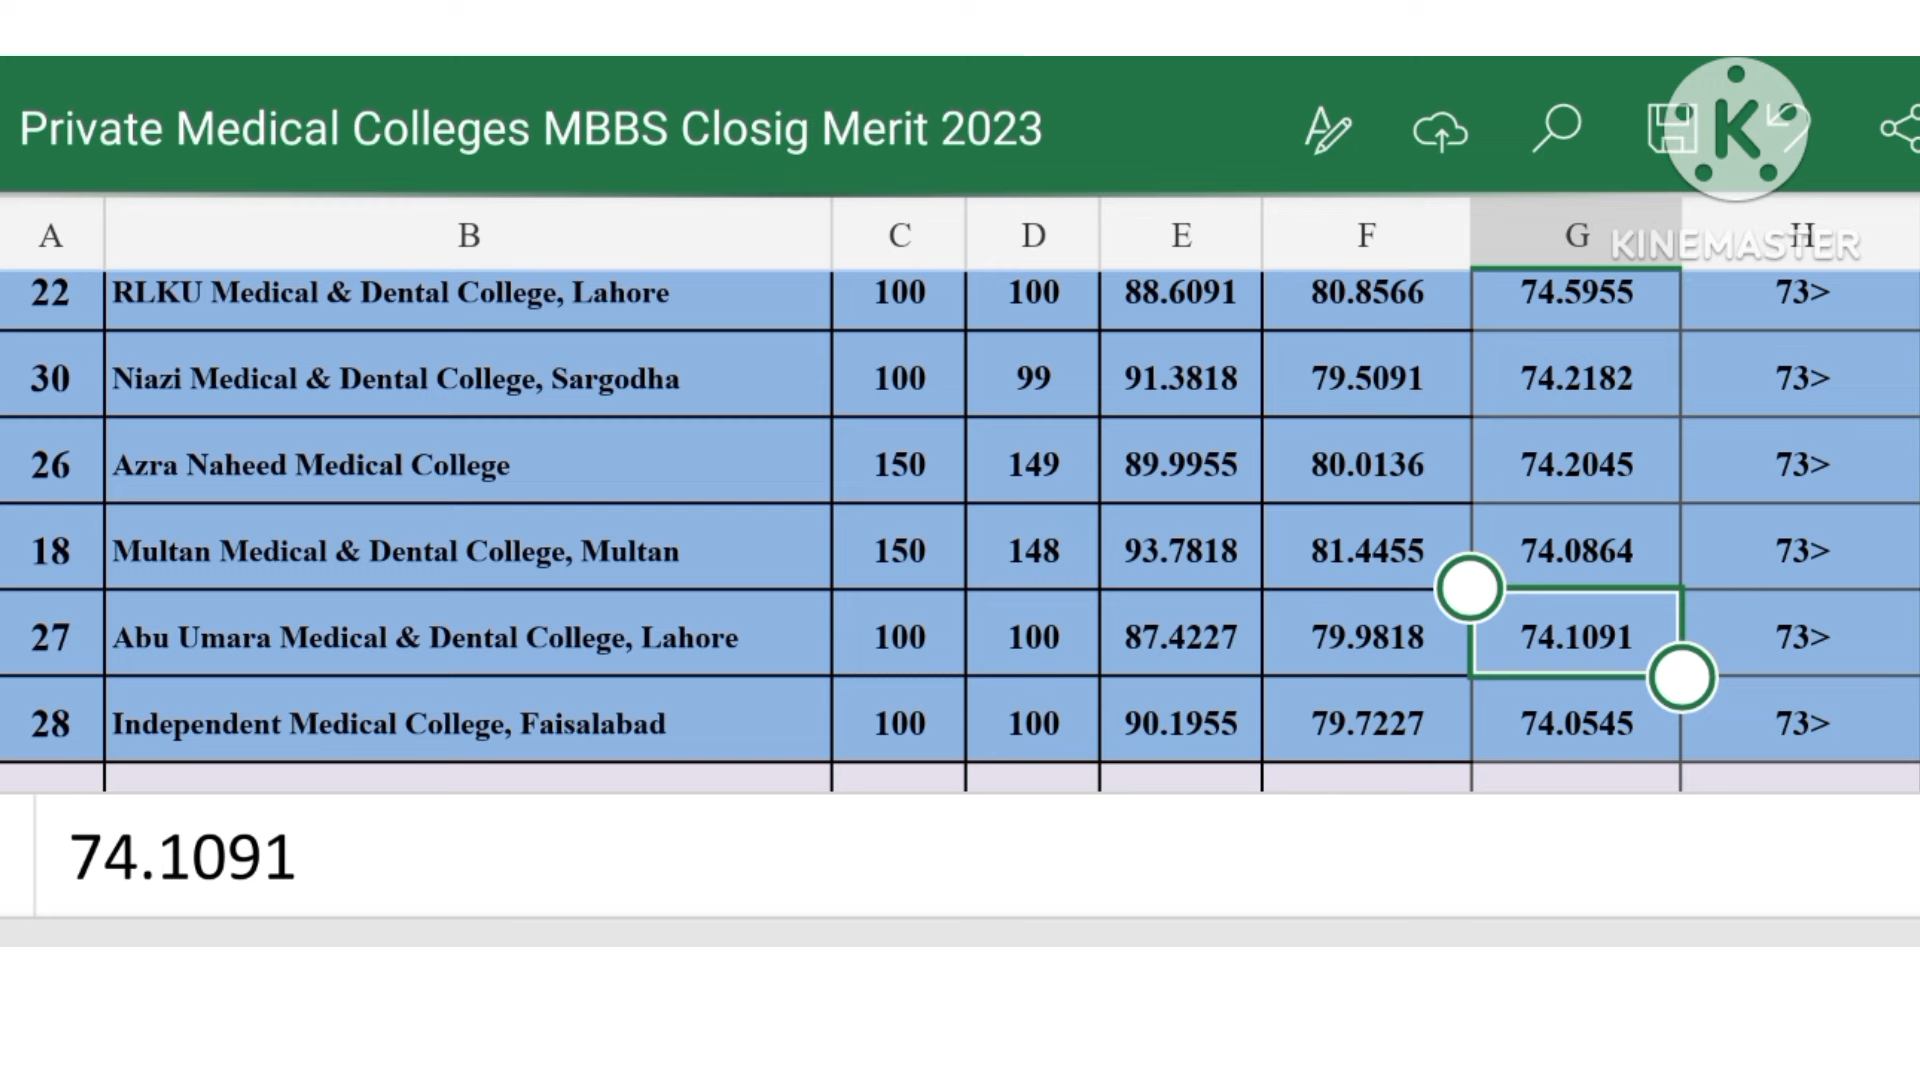 Private Medical Colleges MBBS Closig Merit 2023
K
A B C D E F G H
KINEMASTER
22 RLKU Medical & Dental College, Lahore 100 100 88.6091 80.8566 74.5955 73>
30 Niazi Medical & Dental College, Sargodha 100 99 91.3818 79.5091 74.2182 73>
26 Azra Naheed Medical College 150 149 89.9955 80.0136 74.2045 73>
18 Multan Medical & Dental College, Multan 150 148 93.7818 81.4455 74.0864 73>
27 Abu Umara Medical & Dental College, Lahore 100 100 87.4227 79.9818 74.1091 73>
28 Independent Medical College, Faisalabad 100 100 90.1955 79.7227 74.0545 73>
74.1091